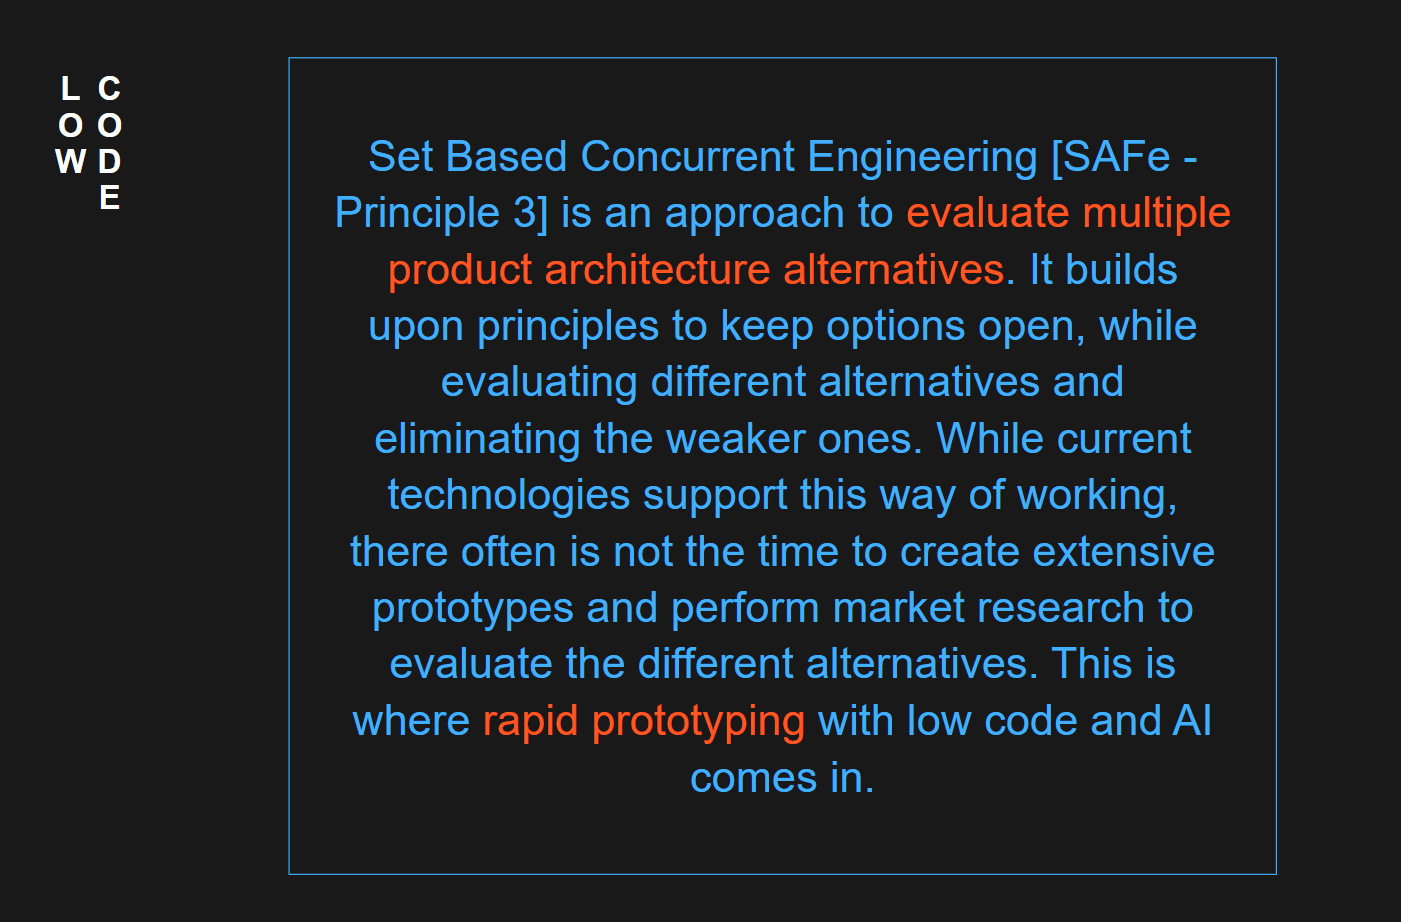 LOW
CODE
Set Based Concurrent Engineering [SAFe -
Principle 3] is an approach to evaluate multiple
product architecture alternatives. It builds
upon principles to keep options open, while
evaluating different alternatives and
eliminating the weaker ones. While current
technologies support this way of working,
there often is not the time to create extensive
prototypes and perform market research to
evaluate the different alternatives. This is
where rapid prototyping with low code and AI
comes in.